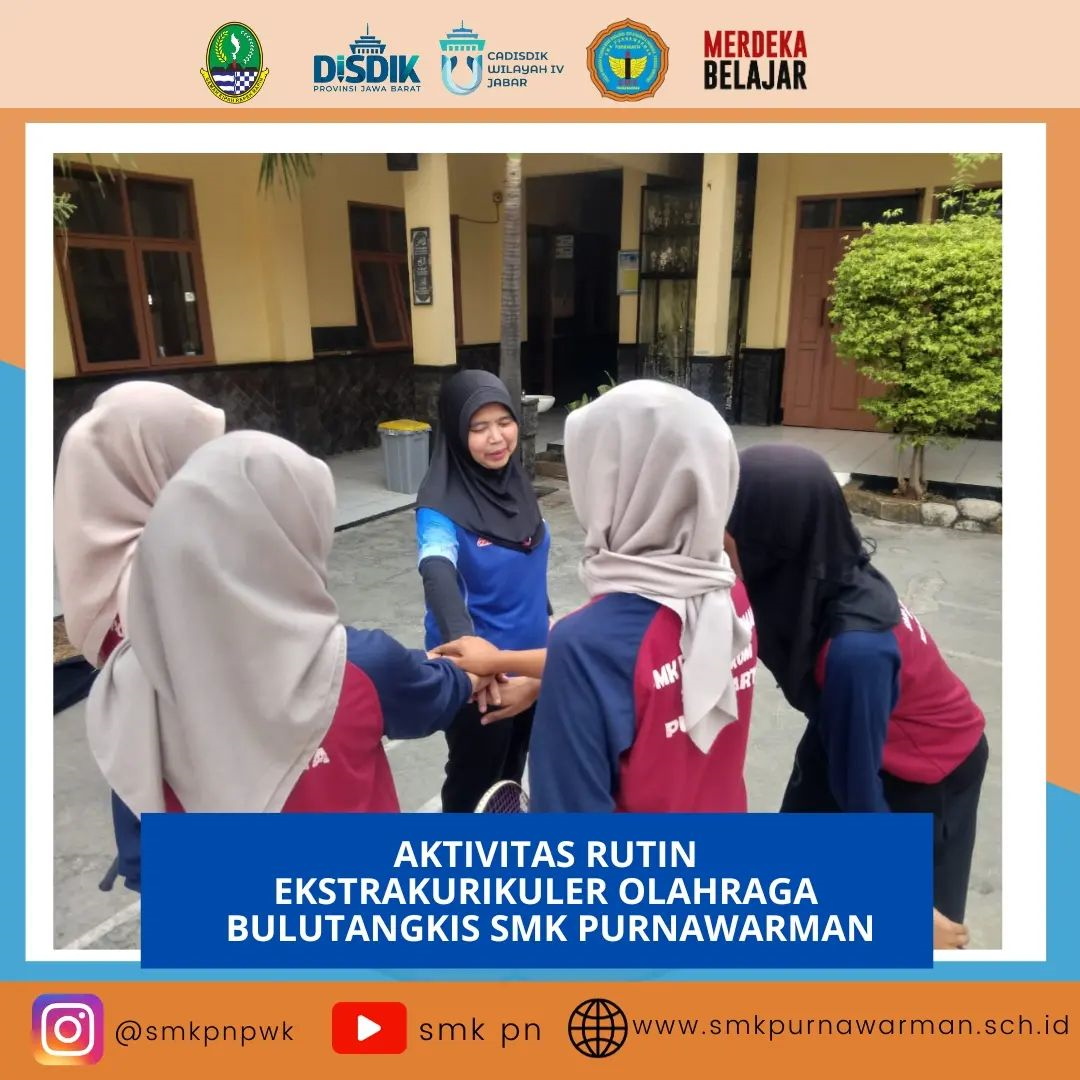 DISDIK
PROVINSI JAWA BARAT
CADISDIK
WILAYAH IV
JABAR
PURWAKARTA
MERDEKA
BELAJAR
AKTIVITAS RUTIN
EKSTRAKURIKULER OLAHRAGA
BULUTANGKIS SMK PURNAWARMAN
@smkpnpwk
smk pn
www.smkpurnawarman.sch.id